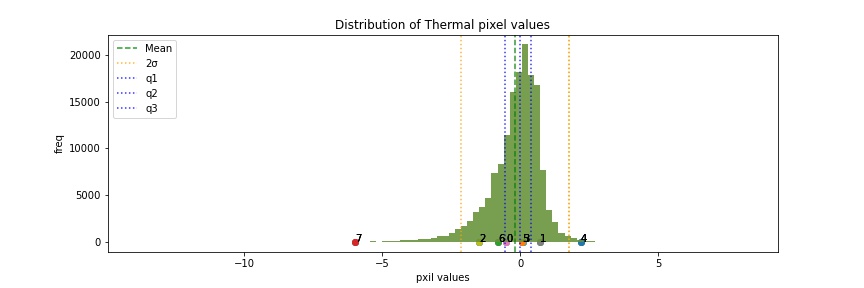 Distribution of Thermal pixel values
Mean
2σ
q1
q2
q3
20000
15000
10000
5000
0
freq
7 2 6 0 1 4
−10 −5 0 5
pxil values